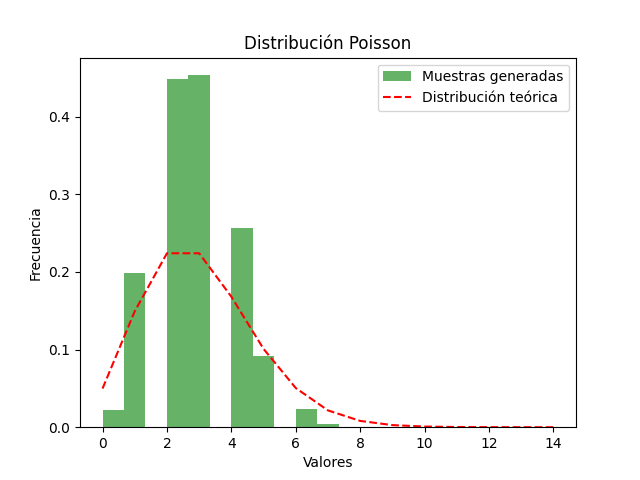 Distribución Poisson
Muestras generadas
Distribución teórica
Frecuencia
0.4
0.3
0.2
0.1
0.0
0 2 4 6 8 10 12 14
Valores